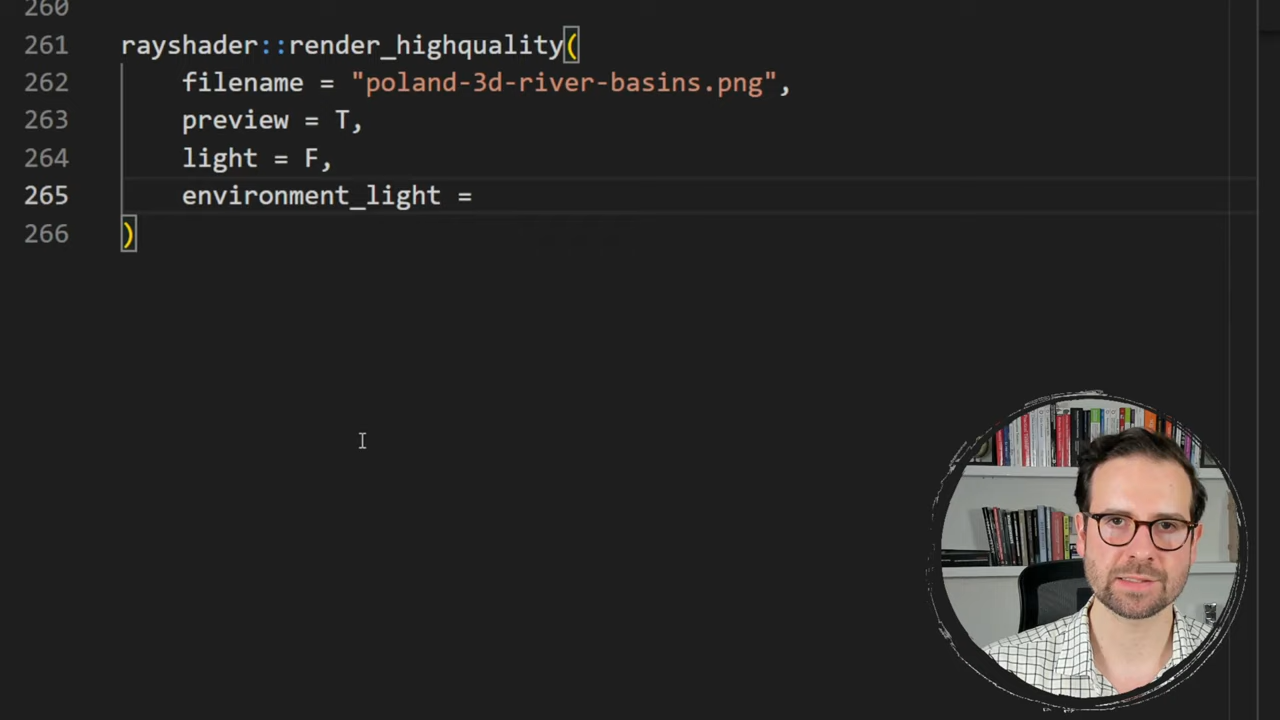 260
261 rayshader::render_highquality(
262 filename = "poland-3d-river-basins.png",
263 preview = T,
264 light = F,
265 environment_light =
266 )